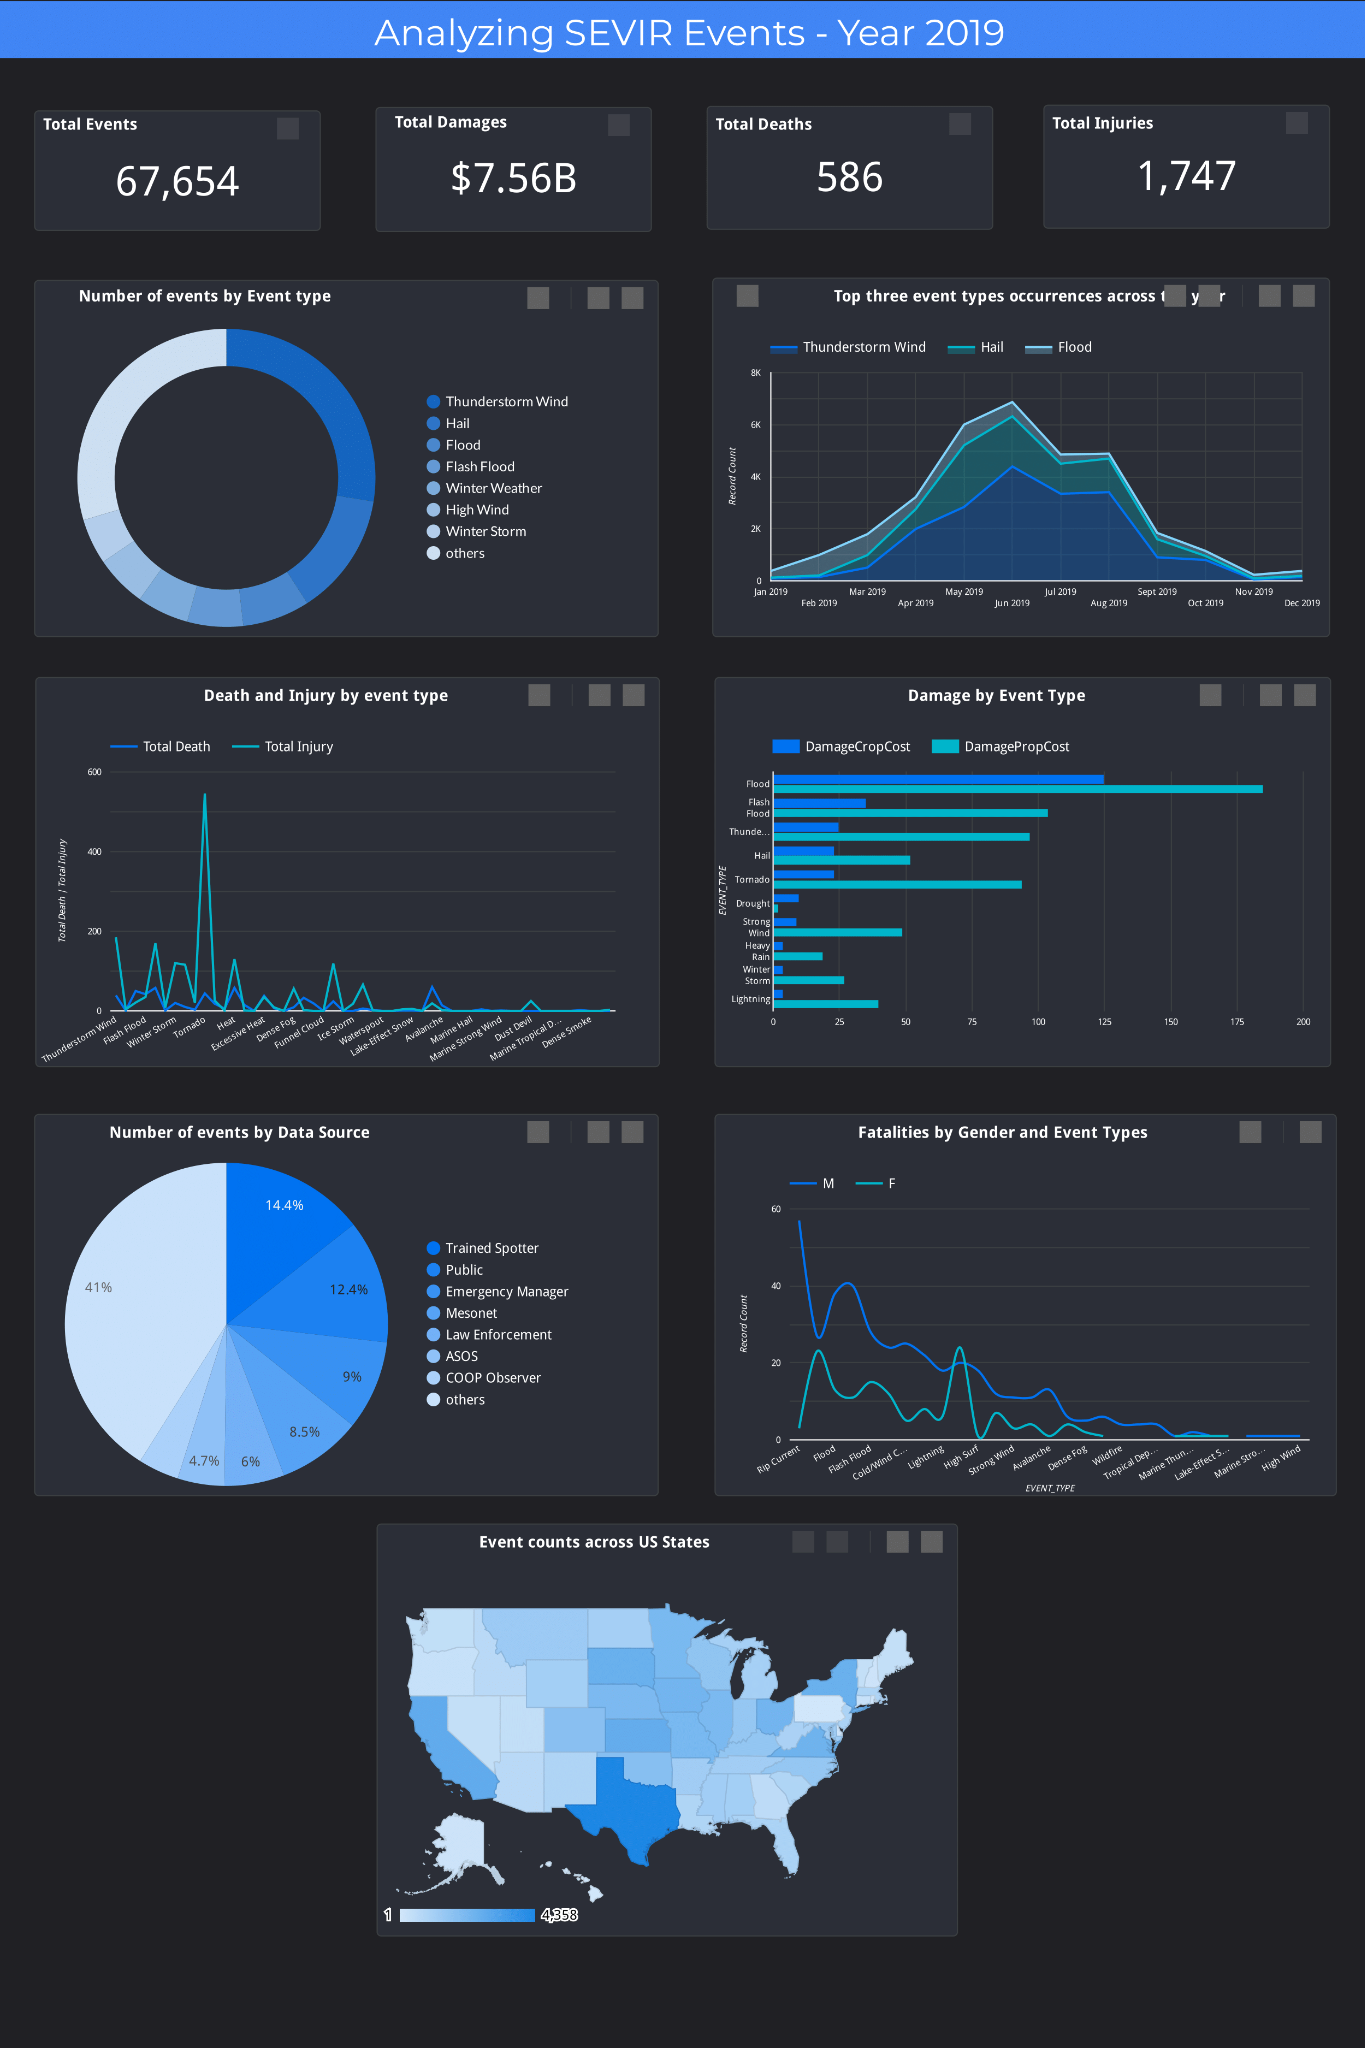 Analyzing SEVIR Events - Year 2019
Total Events
67,654
Total Damages
$7.56B
Total Deaths
586
Total Injuries
1,747
Number of events by Event type
Thunderstorm Wind
Hail
Flood
Flash Flood
Winter Weather
High Wind
Winter Storm
others
Top three event types occurrences across
Thunderstorm Wind
Hail
Flood
8K
6K
4K
2K
0
Record Count
Jan 2019
Feb 2019
Mar 2019
Apr 2019
May 2019
Jun 2019
Jul 2019
Aug 2019
Sept 2019
Oct 2019
Nov 2019
Dec 2019
Death and Injury by event type
Total Death
Total Injury
600
400
200
0
Total Death | Total Injury
Thunderstorm Wind
Flash Flood
Winter Storm
Tornado
Heat
Excessive Heat
Dense Fog
Funnel Cloud
Ice Storm
Waterspout
Lake-Effect Snow
Avalanche
Marine Hail
Marine Strong Wind
Dust Devil
Marine Tropical D...
Dense Smoke
Damage by Event Type
DamageCropCost
DamagePropCost
EVENT_TYPE
Flood
Flash
Flood
Thunde...
Hail
Tornado
Drought
Strong
Wind
Heavy
Rain
Winter
Storm
Lightning
0
25
50
75
100
125
150
175
200
Number of events by Data Source
14.4%
12.4%
9%
8.5%
6%
4.7%
41%
Trained Spotter
Public
Emergency Manager
Mesonet
Law Enforcement
ASOS
COOP Observer
others
Fatalities by Gender and Event Types
M
F
60
40
20
0
Record Count
Rip Current
Flood
Flash Flood
Cold/Wind C...
Lightning
High Surf
Strong Wind
Avalanche
Dense Fog
Wildfire
Tropical Dep...
Marine Thun...
Lake-Effect S...
Marine Stro...
High Wind
EVENT_TYPE
Event counts across US States
1
4,358